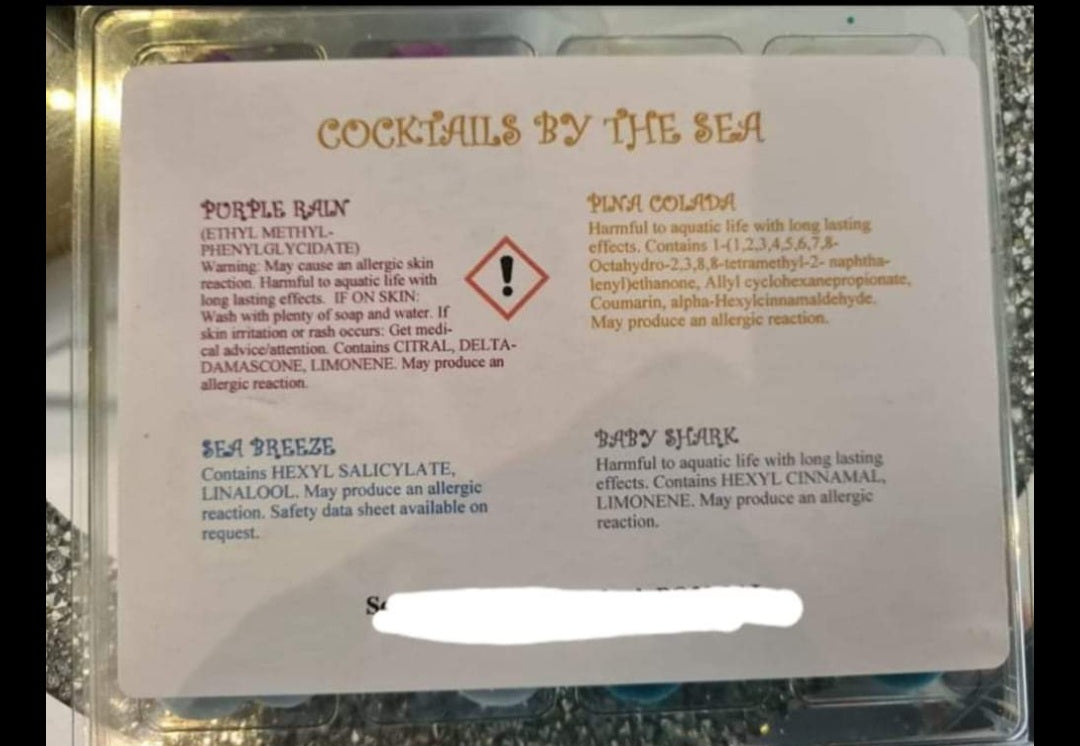 COCKTAILS BY THE SEA
PURPLE RAIN
(ETHYL METHYL-
PHENYLGLYCIDATE)
Warning: May cause an allergic skin
reaction. Harmful to aquatic life with
long lasting effects. IF ON SKIN:
Wash with plenty of soap and water. If
skin irritation or rash occurs: Get medi-
cal advice/attention. Contains CITRAL, DELTA-
DAMASCONE, LIMONENE. May produce an
allergic reaction.
PINA COLADA
Harmful to aquatic life with long lasting
effects. Contains 1-(1,2,3,4,5,6,7,8-
Octahydro-2,3,8,8-tetramethyl-2- naphtha-
lenyl)ethanone, Allyl cyclohexanepropionate,
Coumarin, alpha-Hexylcinnamaldehyde.
May produce an allergic reaction.
SEA BREEZE
Contains HEXYL SALICYLATE,
LINALOOL. May produce an allergic
reaction. Safety data sheet available on
request.
BABY SHARK
Harmful to aquatic life with long lasting
effects. Contains HEXYL CINNAMAL,
LIMONENE. May produce an allergic
reaction.